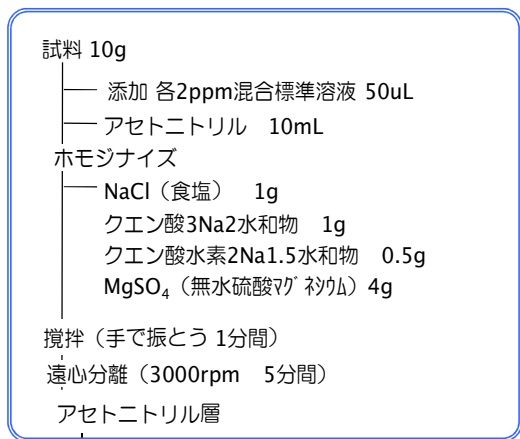 試料 10g
添加 各2ppm混合標準溶液 50uL
アセトニトリル　10mL
ホモジナイズ
NaCl（食塩）　1g
クエン酸3Na2水和物　1g
クエン酸水素2Na1.5水和物　0.5g
MgSO₄（無水硫酸ﾏｸﾞﾈｼｳﾑ）4g
撹拌（手で振とう 1分間）
遠心分離（3000rpm　5分間）
アセトニトリル層